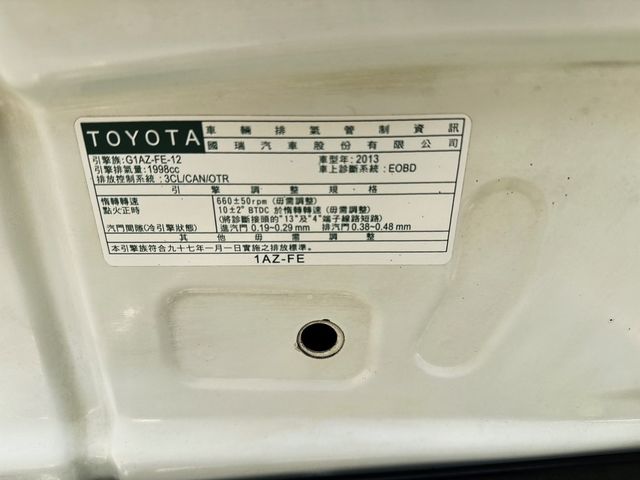 TOYOTA 車輛排氣管制資訊
國瑞汽車股份有限公司
引擎族:G1AZ-FE-12 車型年:2013
引擎排氣量:1998cc 車上診斷系統:EOBD
排放控制系統:3CL/CAN/OTR
引擎調整規格
惰轉轉速 660±50rpm (毋需調整)
點火正時 10±2° BTDC 於惰轉轉速 (毋需調整)
(將診斷接頭的"13"及"4"端子線路短路)
汽門間隙(冷引擎狀態) 進汽門 0.19~0.29 mm 排汽門 0.38~0.48 mm
其他毋需調整
本引擎族符合九十七年一月一日實施之排放標準。
1AZ-FE